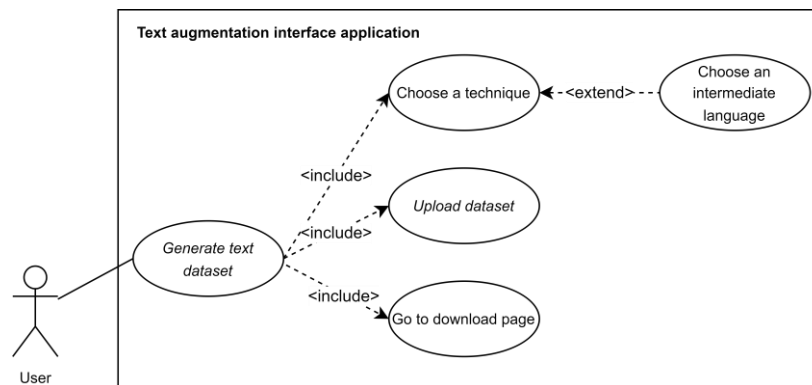 Text augmentation interface application
Choose a technique
<extend>
Choose an
intermediate
language
<include>
Upload dataset
<include>
Generate text
dataset
<include>
Go to download page
User